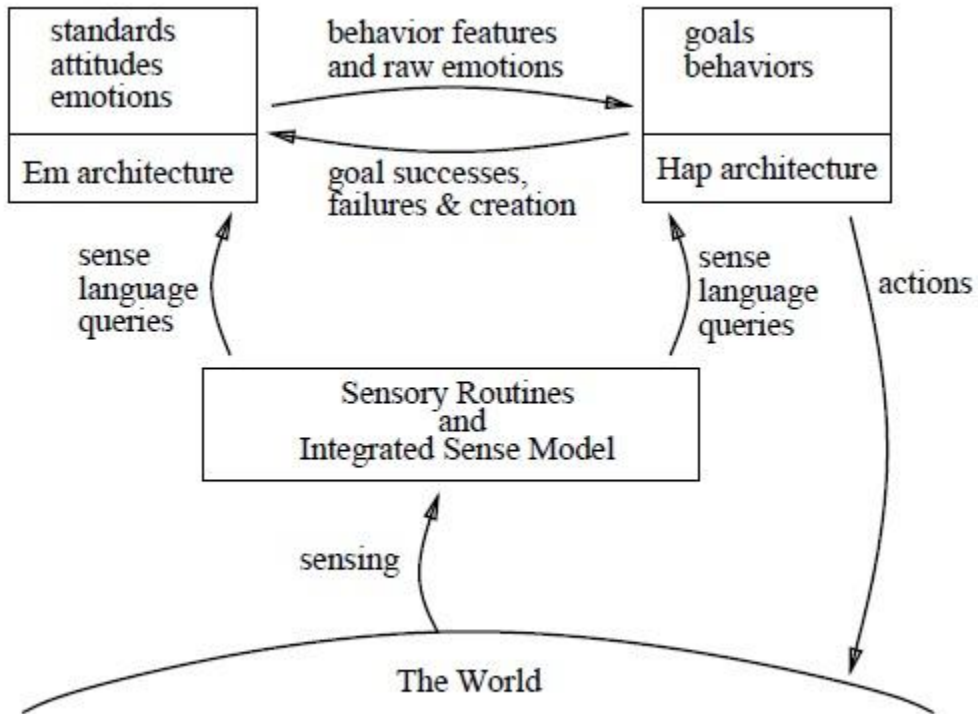 standards
attitudes
emotions
Em architecture
behavior features
and raw emotions
goal successes,
failures & creation
goals
behaviors
Hap architecture
sense
language
queries
sense
language
queries
actions
Sensory Routines
and
Integrated Sense Model
sensing
The World